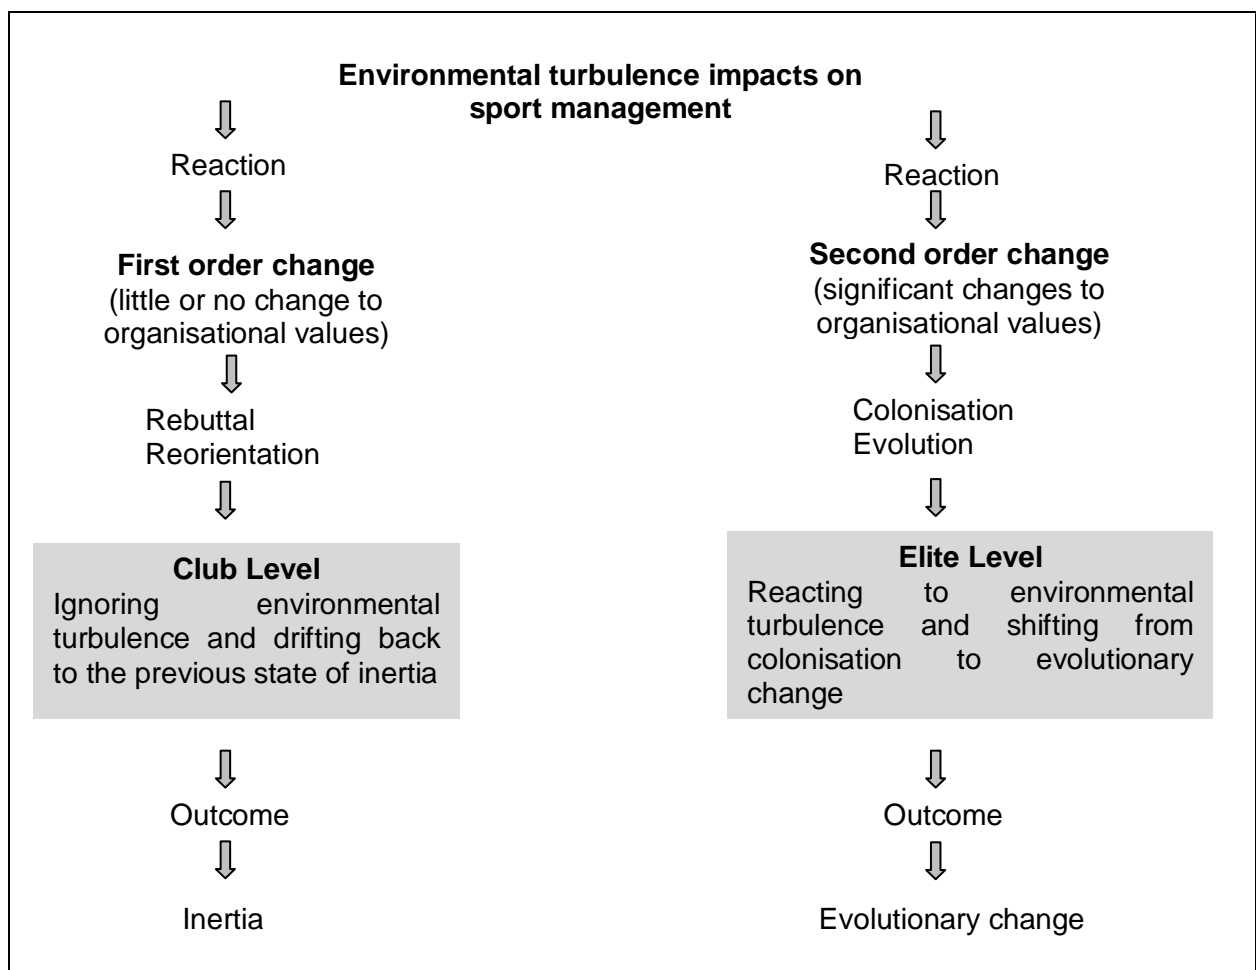 Environmental turbulence impacts on
sport management
Reaction
First order change
(little or no change to
organisational values)
Rebuttal
Reorientation
Club Level
Ignoring environmental
turbulence and drifting back
to the previous state of inertia
Outcome
Inertia
Reaction
Second order change
(significant changes to
organisational values)
Colonisation
Evolution
Elite Level
Reacting to environmental
turbulence and shifting from
colonisation to evolutionary
change
Outcome
Evolutionary change